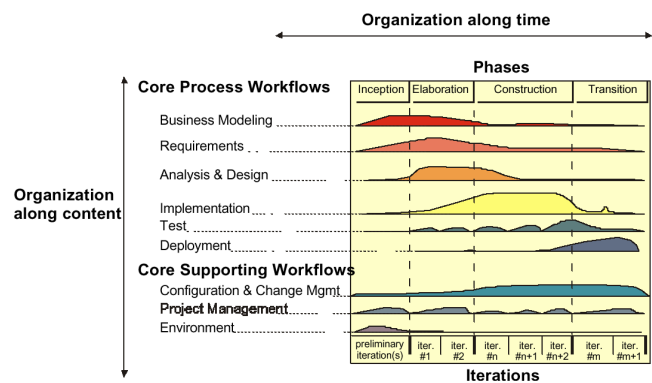 Organization along time
Phases
Core Process Workflows
Inception Elaboration Construction Transition
Business Modeling
Requirements
Analysis & Design
Organization
along content
Implementation
Test
Deployment
Core Supporting Workflows
Configuration & Change Mgmt
Project Management
Environment
preliminary
iteration(s)
iter.
#1
iter.
#2
iter.
#n
iter.
#n+1
iter.
#n+2
iter.
#m
iter.
#m+1
Iterations